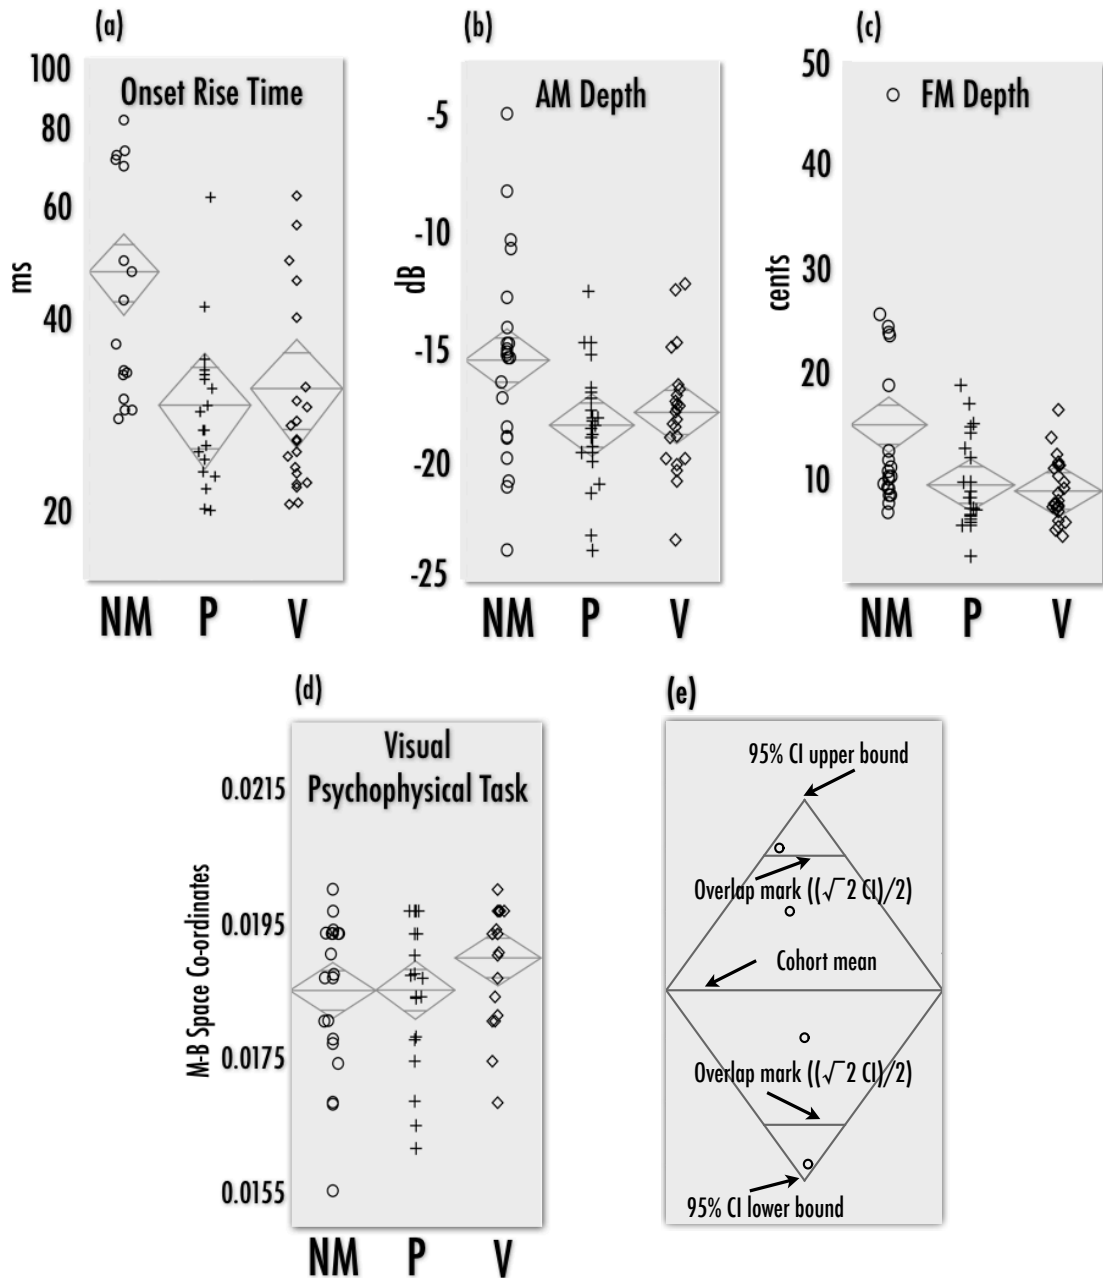 (a)
Onset Rise Time
100
80
60
40
20
ms
NM P V
(b)
AM Depth
-5
-10
-15
-20
-25
dB
NM P V
(c)
FM Depth
50
40
30
20
10
cents
NM P V
(d)
Visual
Psychophysical Task
0.0215
0.0195
0.0175
0.0155
M-B Space Co-ordinates
NM P V
(e)
95% CI upper bound
Overlap mark ((√2 CI)/2)
Cohort mean
Overlap mark ((√2 CI)/2)
95% CI lower bound